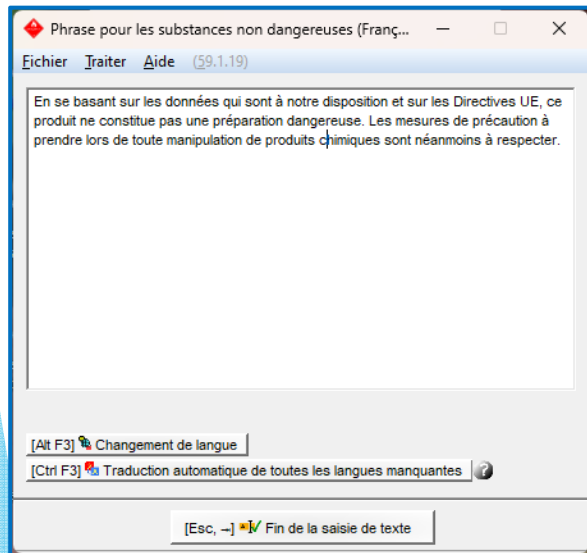 Phrase pour les substances non dangereuses (Franç...
Fichier Traiter Aide (59.1.19)
En se basant sur les données qui sont à notre disposition et sur les Directives UE, ce
produit ne constitue pas une préparation dangereuse. Les mesures de précaution à
prendre lors de toute manipulation de produits chimiques sont néanmoins à respecter.
[Alt F3] Changement de langue
[Ctrl F3] Traduction automatique de toutes les langues manquantes ?
[Esc, →] Fin de la saisie de texte